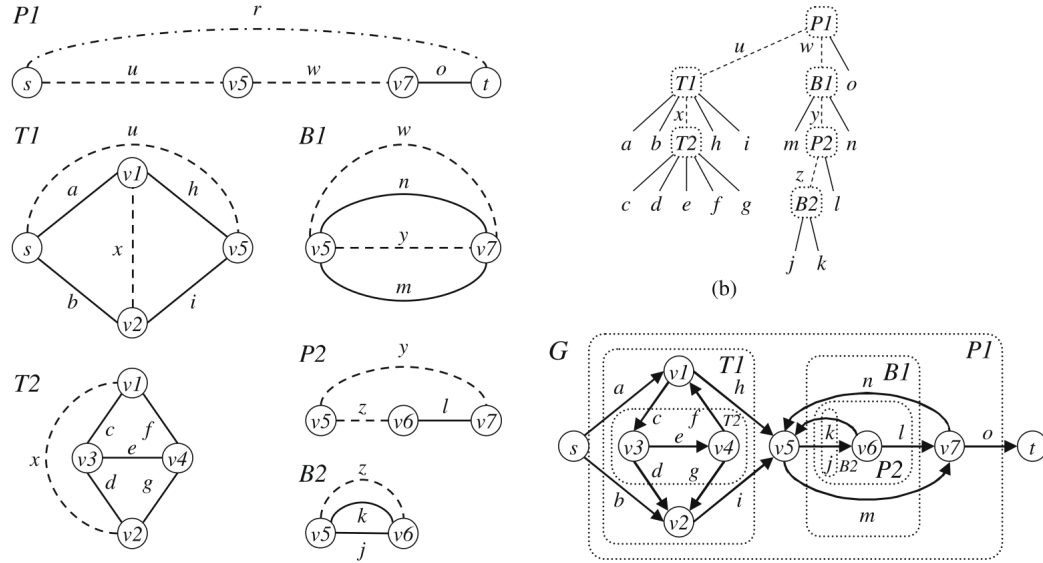 P1
r
s u v5 w v7 o t
T1
u
a v1 h
s x v5
b v2 i
B1
w
n
v5 y v7
m
T2
v1
c f
x v3 e v4
d g
v2
P2
y
v5 z v6 l v7
B2
z
k
v5 v6
j
P1
u w
T1 B1 o
x y
a b T2 h i m P2 n
z
c d e f g B2 l
j k
(b)
G T1 B1 P1
a v1 h n
c f T2 k
s v3 e v4 v5 v6 l v7 o t
d g j B2 P2
b v2 i m